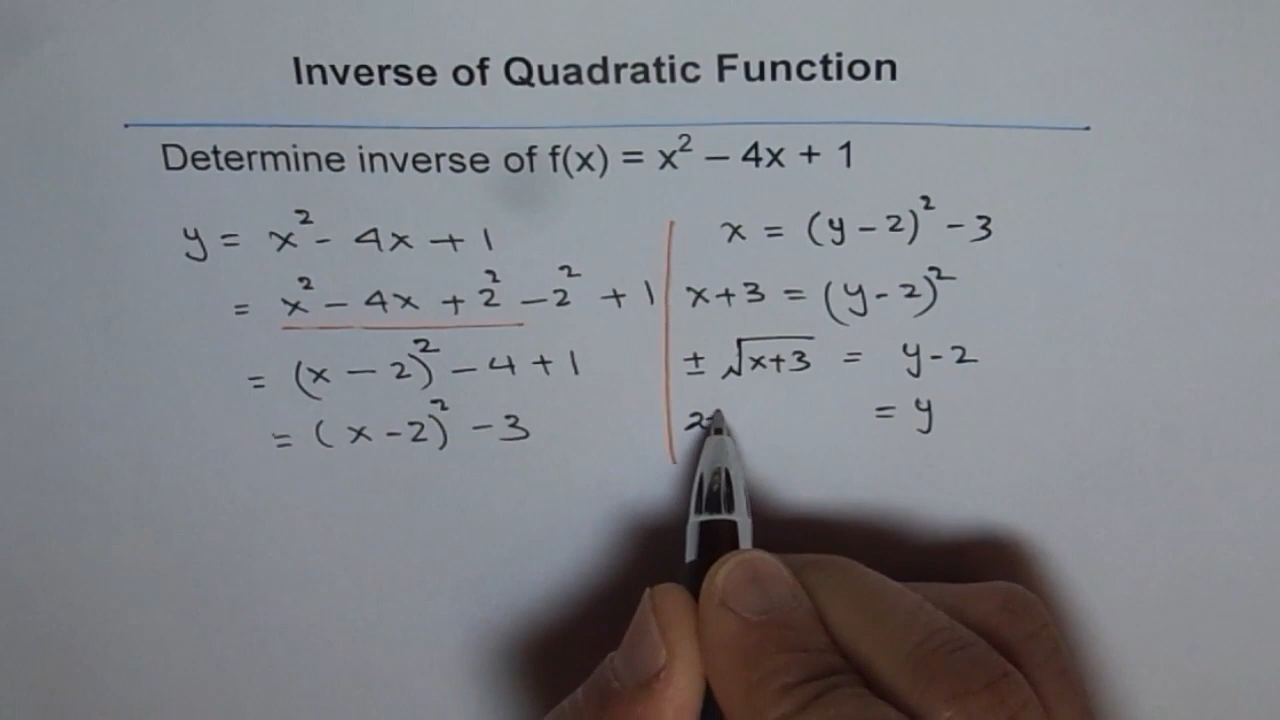 Inverse of Quadratic Function
Determine inverse of f(x) = x² – 4x + 1
y = x² - 4x + 1
= x² - 4x + 2² - 2² + 1
= (x - 2)² - 4 + 1
= (x - 2)² - 3
x = (y - 2)² - 3
x + 3 = (y - 2)²
± √x+3 = y - 2
2 = y